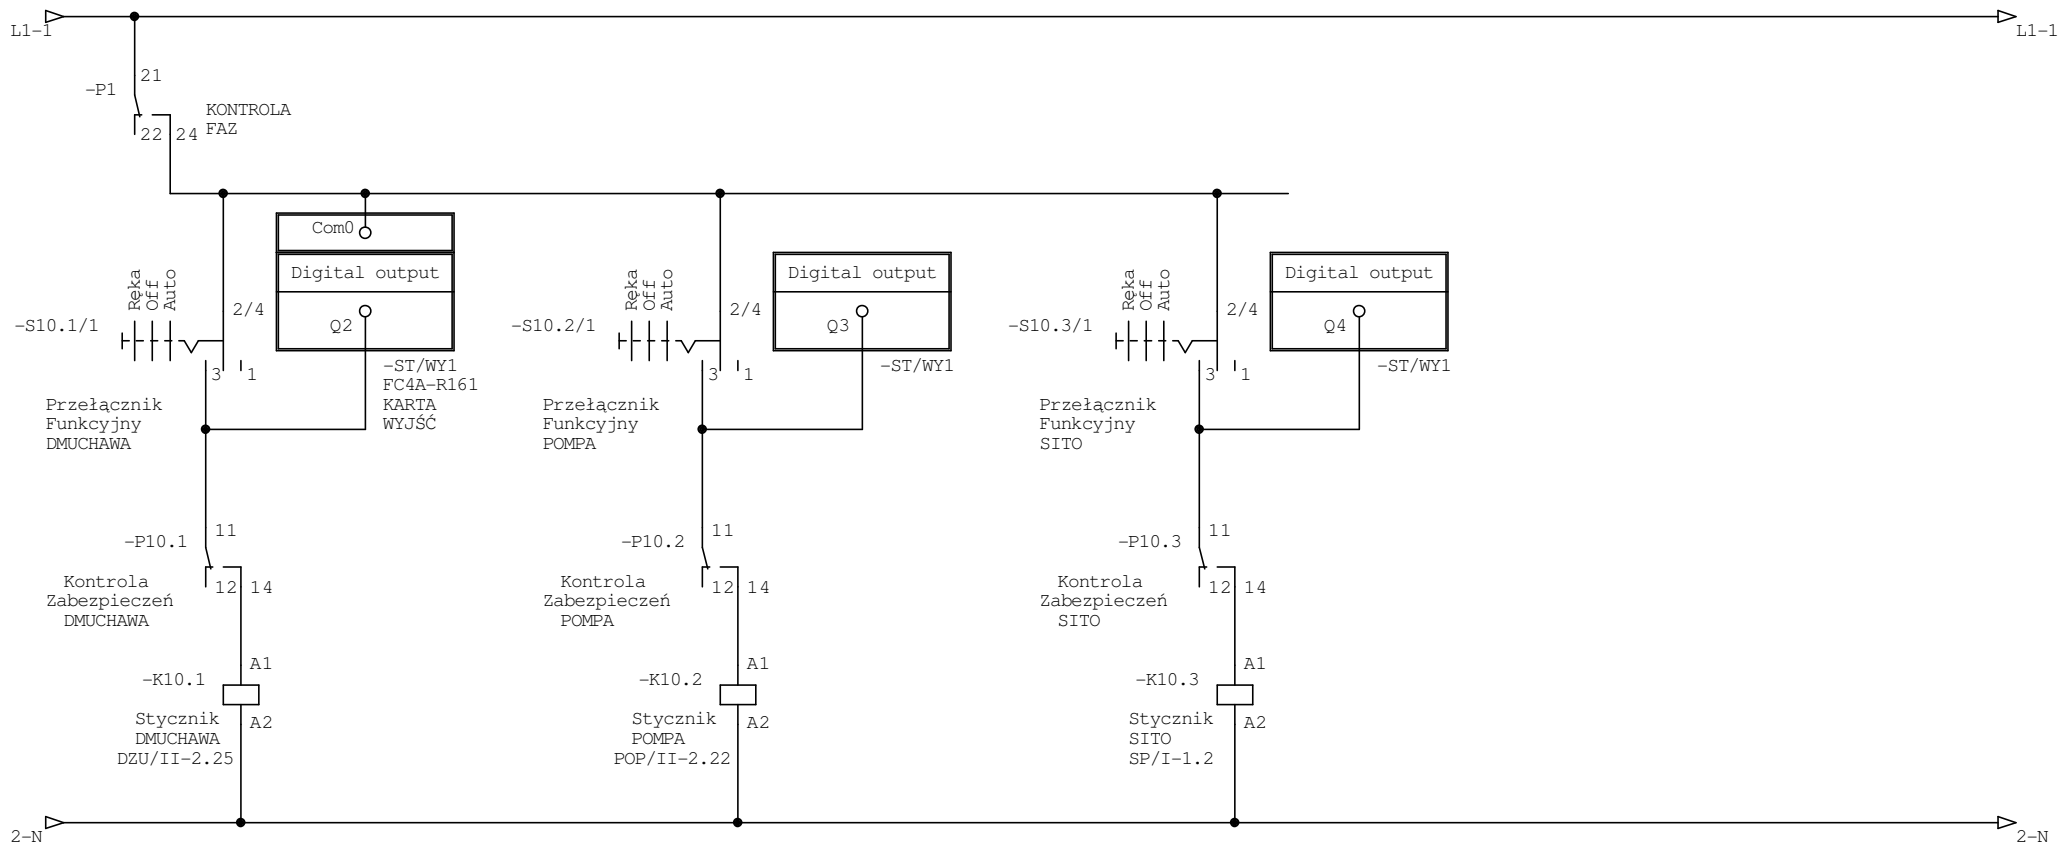 L1-1
L1-1
21
-P1
KONTROLA
FAZ
22
24
Com0
Digital output
Q2
Ręka
Off
Auto
2/4
-S10.1/1
3
1
-ST/WY1
FC4A-R161
KARTA
WYJŚĆ
Przełącznik
Funkcyjny
DMUCHAWA
Digital output
Q3
Ręka
Off
Auto
2/4
-S10.2/1
3
1
-ST/WY1
Przełącznik
Funkcyjny
POMPA
Digital output
Q4
Ręka
Off
Auto
2/4
-S10.3/1
3
1
-ST/WY1
Przełącznik
Funkcyjny
SITO
11
-P10.1
12
14
Kontrola
Zabezpieczeń
DMUCHAWA
11
-P10.2
12
14
Kontrola
Zabezpieczeń
POMPA
11
-P10.3
12
14
Kontrola
Zabezpieczeń
SITO
A1
-K10.1
A2
Stycznik
DMUCHAWA
DZU/II-2.25
A1
-K10.2
A2
Stycznik
POMPA
POP/II-2.22
A1
-K10.3
A2
Stycznik
SITO
SP/I-1.2
2-N
2-N